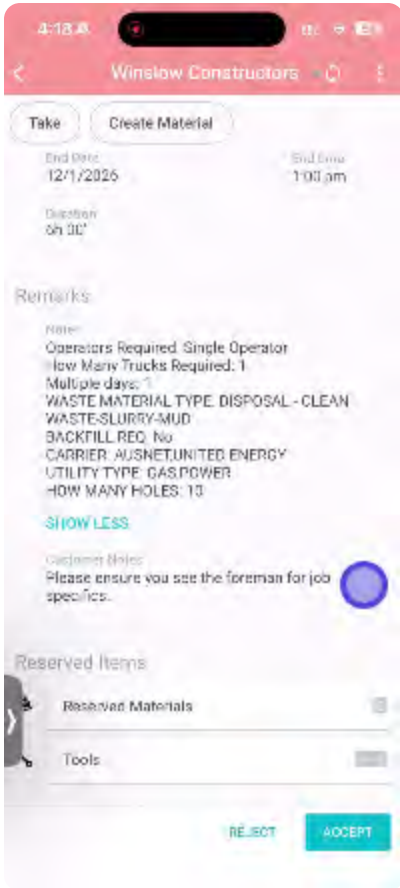 4:18
Winslow Constructors
Take
Create Material
End Date
End time
12/1/2026
1:00 pm
Duration
6h 00'
Remarks
Notes
Operators Required: Single Operator
How Many Trucks Required: 1
Multiple days: 1
WASTE MATERIAL TYPE: DISPOSAL - CLEAN
WASTE-SLURRY-MUD
BACKFILL REQ: No
CARRIER: AUSNET,UNITED ENERGY
UTILITY TYPE: GAS,POWER
HOW MANY HOLES: 10
SHOW LESS
Customer Notes
Please ensure you see the foreman for job
specifics.
Reserved Items
Reserved Materials
Tools
REJECT
ACCEPT